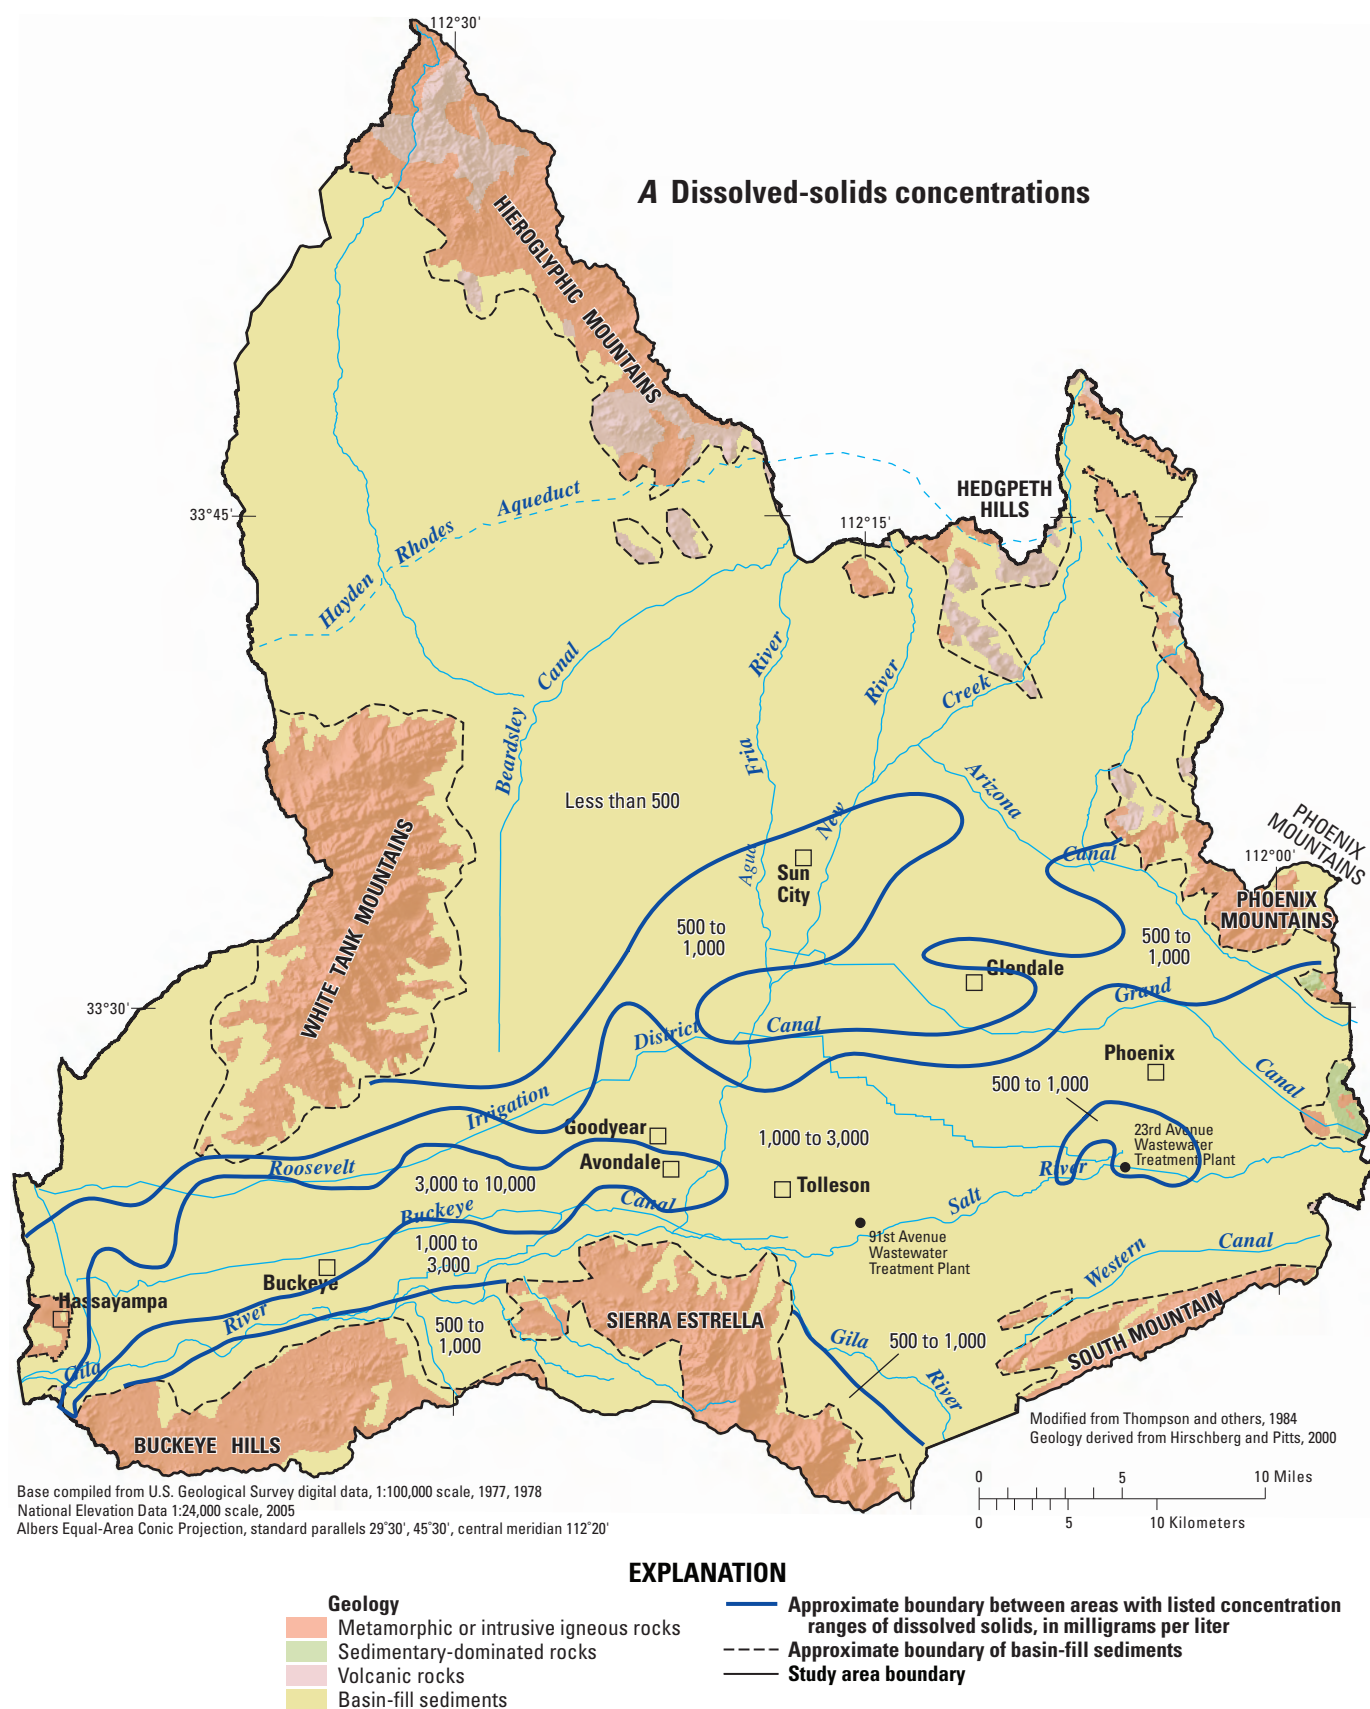 112°30'
A Dissolved-solids concentrations
HIEROGLYPHIC MOUNTAINS
HEDGPETH
HILLS
33°45'
112°15'
Hayden Rhodes Aqueduct
Beardsley Canal
Agua Fria River
New River
Creek
Arizona Canal
Less than 500
WHITE TANK MOUNTAINS
Sun
City
PHOENIX
MOUNTAINS
112°00'
PHOENIX
MOUNTAINS
500 to
1,000
500 to
1,000
Glendale
Grand Canal
33°30'
Roosevelt Irrigation District Canal
Phoenix
500 to 1,000
23rd Avenue
Wastewater
Treatment Plant
Goodyear
Avondale
1,000 to 3,000
Tolleson
Salt River
3,000 to 10,000
Buckeye Canal
91st Avenue
Wastewater
Treatment Plant
1,000 to
3,000
Buckeye
Hassayampa
Western Canal
Gila River
500 to
1,000
SIERRA ESTRELLA
Gila River
500 to 1,000
SOUTH MOUNTAIN
BUCKEYE HILLS
Modified from Thompson and others, 1984
Geology derived from Hirschberg and Pitts, 2000
0 5 10 Miles
0 5 10 Kilometers
Base compiled from U.S. Geological Survey digital data, 1:100,000 scale, 1977, 1978
National Elevation Data 1:24,000 scale, 2005
Albers Equal-Area Conic Projection, standard parallels 29°30', 45°30', central meridian 112°20'
EXPLANATION
Geology
Metamorphic or intrusive igneous rocks
Sedimentary-dominated rocks
Volcanic rocks
Basin-fill sediments
Approximate boundary between areas with listed concentration
ranges of dissolved solids, in milligrams per liter
Approximate boundary of basin-fill sediments
Study area boundary